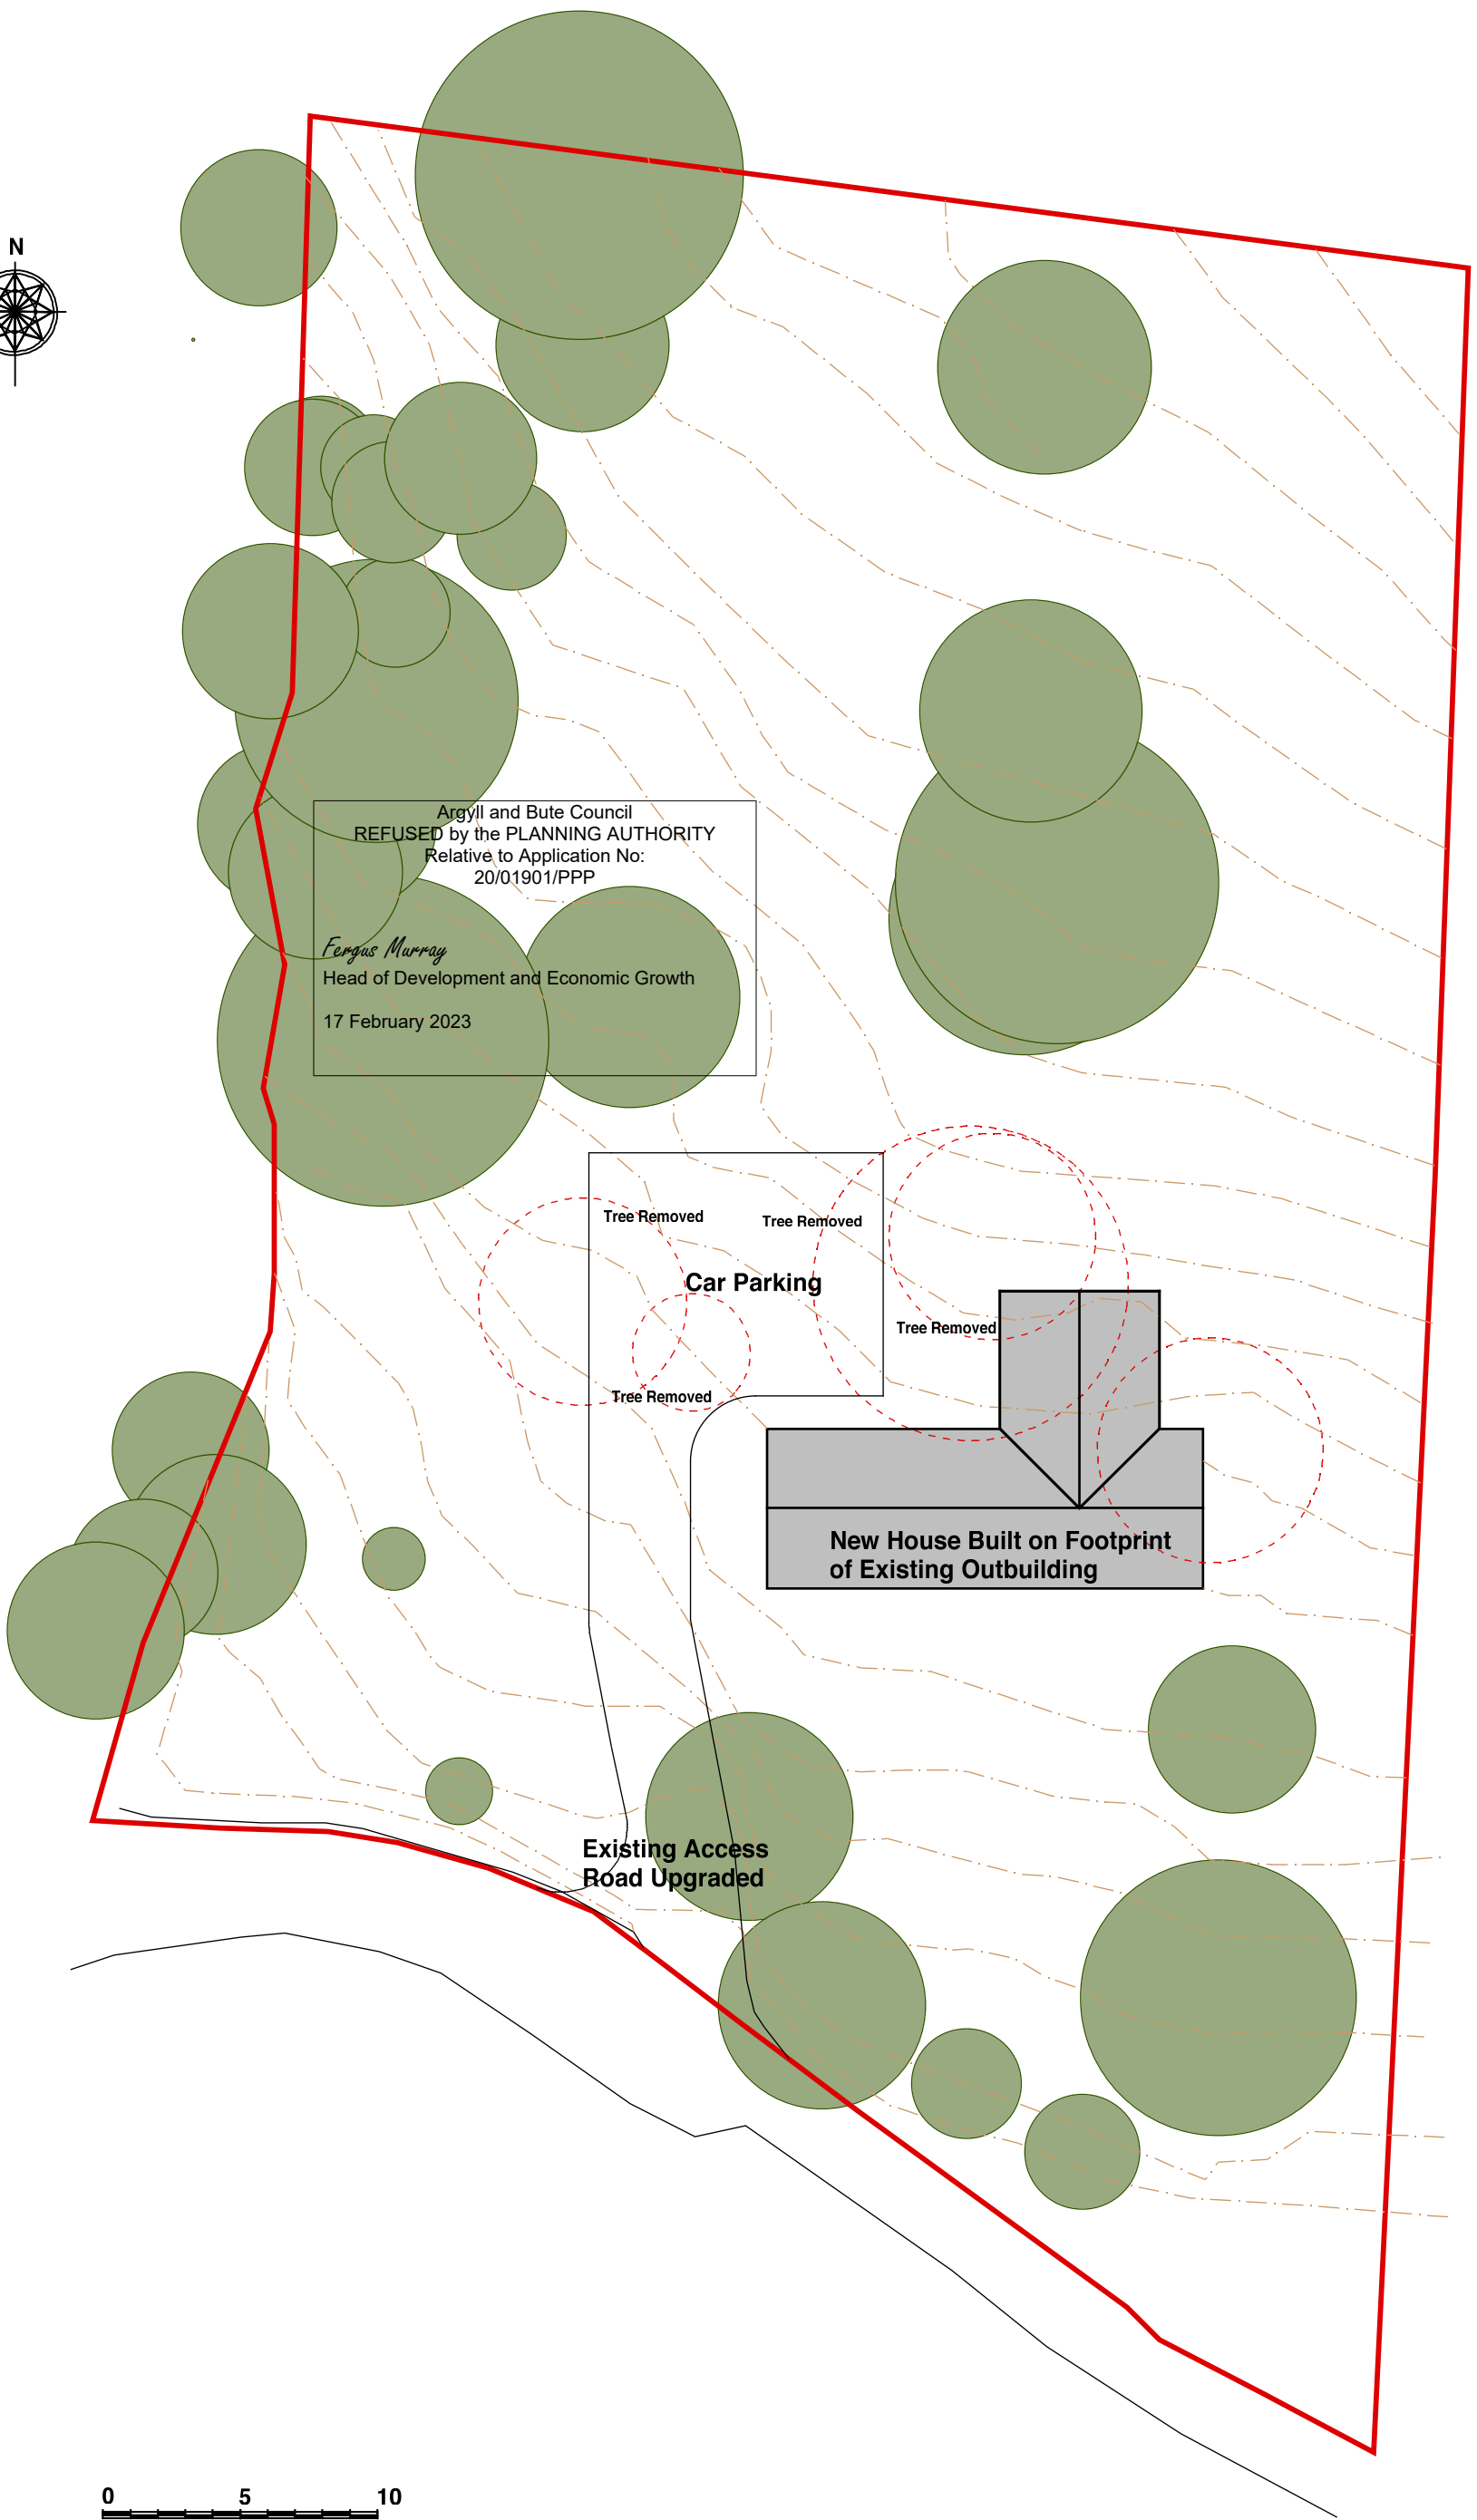 N
Argyll and Bute Council
REFUSED by the PLANNING AUTHORITY
Relative to Application No:
20/01901/PPP
Fergus Murray
Head of Development and Economic Growth
17 February 2023
Tree Removed
Tree Removed
Car Parking
Tree Removed
Tree Removed
New House Built on Footprint
of Existing Outbuilding
Existing Access
Road Upgraded
0 5 10